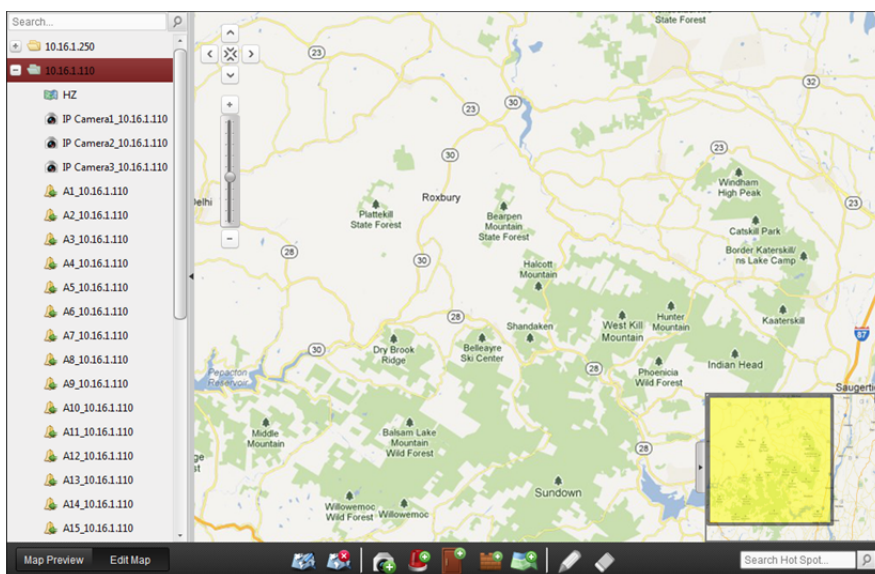 Search...
10.16.1.250
10.16.1.110
HZ
IP Camera1_10.16.1.110
IP Camera2_10.16.1.110
IP Camera3_10.16.1.110
A1_10.16.1.110
A2_10.16.1.110
A3_10.16.1.110
A4_10.16.1.110
A5_10.16.1.110
A6_10.16.1.110
A7_10.16.1.110
A8_10.16.1.110
A9_10.16.1.110
A10_10.16.1.110
A11_10.16.1.110
A12_10.16.1.110
A13_10.16.1.110
A14_10.16.1.110
A15_10.16.1.110
State Forest
23
32
23
30
30
23
Windham
High Peak
elhi
Roxbury
Plattekill
State Forest
Bearpen
Mountain
State Forest
23
Catskill Park
28
30
Border Katerskill/
ns Lake Camp
Halcott
Mountain
28
Shandaken
West Kill
Mountain
Hunter
Mountain
Kaaterskill
87
30
Dry Brook
Ridge
Belleayre
Ski Center
28
Phoenicia
Wild Forest
Indian Head
Pepacton
Reservoir
Saugerti
Middle
Mountain
Balsam Lake
Mountain
Wild Forest
28
ge
st
Sundown
Willowemoc
Wild Forest
Willowemoc
Map Preview
Edit Map
Search Hot Spot...